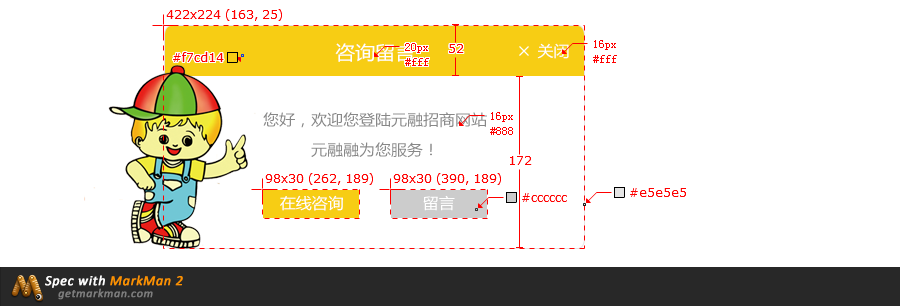 422x224 (163, 25)
#f7cd14
咨询留言
20px
#fff
52
× 关闭
16px
#fff
您好，欢迎您登陆元融招商网站
16px
#888
元融融为您服务！
172
98x30 (262, 189)
98x30 (390, 189)
在线咨询
留言
#cccccc
#e5e5e5
Spec with MarkMan 2
getmarkman.com